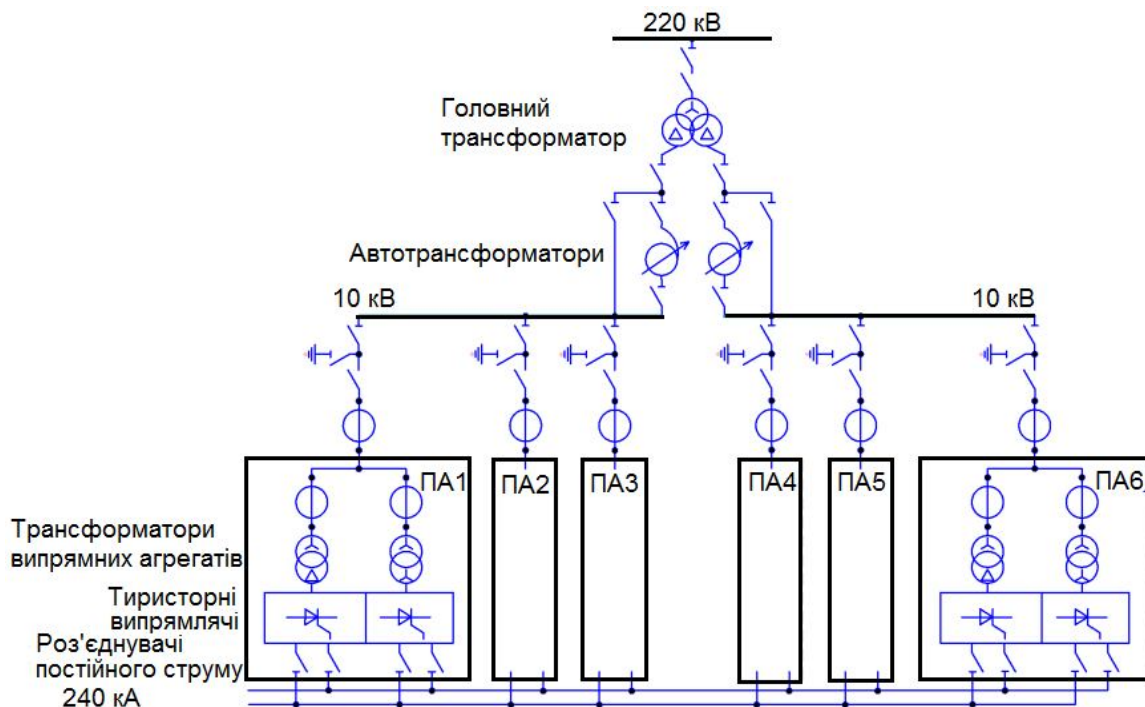 220 кВ
Головний
трансформатор
Автотрансформатори
10 кВ
10 кВ
ПА1
ПА2
ПА3
ПА4
ПА5
ПА6
Трансформатори
випрямних агрегатів
Тиристорні
випрямлячі
Роз'єднувачі
постійного струму
240 кА